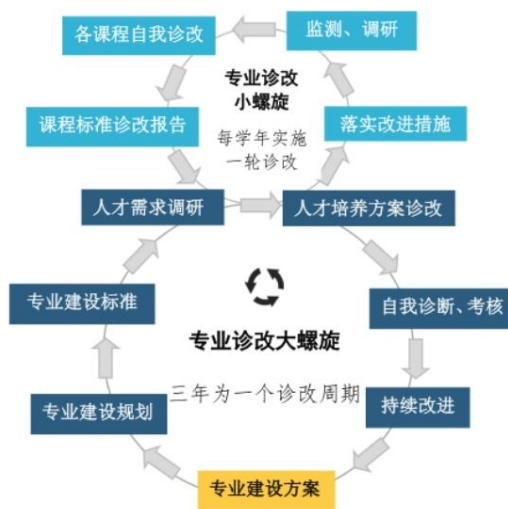 各课程自我诊改
监测、调研
专业诊改
小螺旋
课程标准诊改报告
落实改进措施
每学年实施
一轮诊改
人才需求调研
人才培养方案诊改
专业建设标准
自我诊断、考核
专业诊改大螺旋
三年为一个诊改周期
专业建设规划
持续改进
专业建设方案